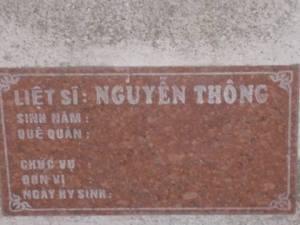 LIỆT SĨ : NGUYỄN THÔNG
SINH NĂM :
QUÊ QUÁN :
CHỨC VỤ :
ĐƠN VỊ :
NGÀY HY SINH :